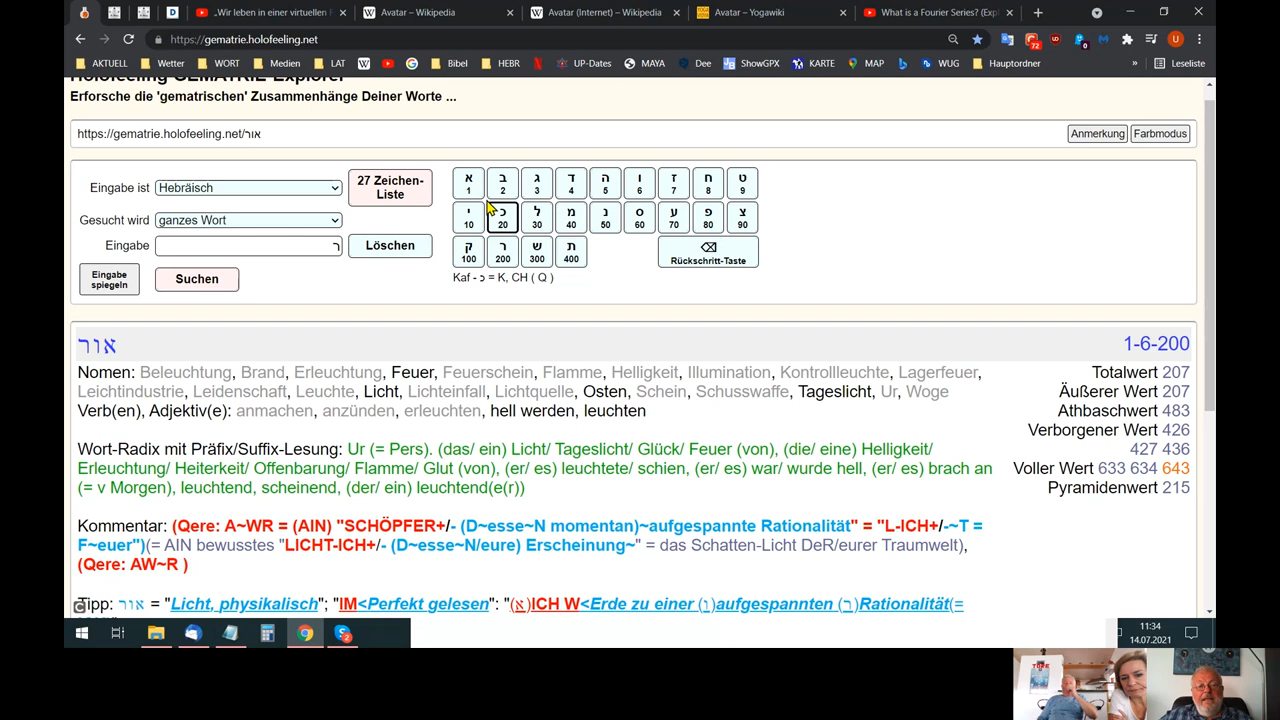 „Wir leben in einer virtuellen F
Avatar – Wikipedia
Avatar (Internet) – Wikipedia
Avatar – Yogawiki
What is a Fourier Series? (Expl
https://gematrie.holofeeling.net
AKTUELL
Wetter
WORT
Medien
LAT
Bibel
HEBR
UP-Dates
MAYA
Dee
ShowGPX
KARTE
MAP
WUG
Hauptordner
»
Leseliste
Holofeeling GEMATRIE Explorer
Erforsche die 'gematrischen' Zusammenhänge Deiner Worte ...
https://gematrie.holofeeling.net/אור
Anmerkung
Farbmodus
Eingabe ist
Hebräisch
27 Zeichen-
Liste
Gesucht wird
ganzes Wort
Eingabe
ר
Löschen
Eingabe
spiegeln
Suchen
א ב ג ד ה ו ז ח ט
1 2 3 4 5 6 7 8 9
י כ ל מ נ ס ע פ צ
10 20 30 40 50 60 70 80 90
ק ר ש ת
100 200 300 400
Rückschritt-Taste
Kaf - כ = K, CH ( Q )
אור
1-6-200
Nomen: Beleuchtung, Brand, Erleuchtung, Feuer, Feuerschein, Flamme, Helligkeit, Illumination, Kontrollleuchte, Lagerfeuer,
Leichtindustrie, Leidenschaft, Leuchte, Licht, Lichteinfall, Lichtquelle, Osten, Schein, Schusswaffe, Tageslicht, Ur, Woge
Verb(en), Adjektiv(e): anmachen, anzünden, erleuchten, hell werden, leuchten
Wort-Radix mit Präfix/Suffix-Lesung: Ur (= Pers). (das/ ein) Licht/ Tageslicht/ Glück/ Feuer (von), (die/ eine) Helligkeit/
Erleuchtung/ Heiterkeit/ Offenbarung/ Flamme/ Glut (von), (er/ es) leuchtete/ schien, (er/ es) war/ wurde hell, (er/ es) brach an
(= v Morgen), leuchtend, scheinend, (der/ ein) leuchtend(e(r))
Totalwert 207
Äußerer Wert 207
Athbaschwert 483
Verborgener Wert 426
427 436
Voller Wert 633 634 643
Pyramidenwert 215
Kommentar: (Qere: A~WR = (AIN) "SCHÖPFER+/- (D~esse~N momentan)~aufgespannte Rationalität" = "L-ICH+/-~T =
F~euer")(= AIN bewusstes "LICHT-ICH+/- (D~esse~N/eure) Erscheinung~" = das Schatten-Licht DeR/eurer Traumwelt),
(Qere: AW~R )
Tipp: אור = "Licht, physikalisch"; "IM<Perfekt gelesen": "(א)ICH W<Erde zu einer (ו)aufgespannten (ר)Rationalität(=
11:34
14.07.2021